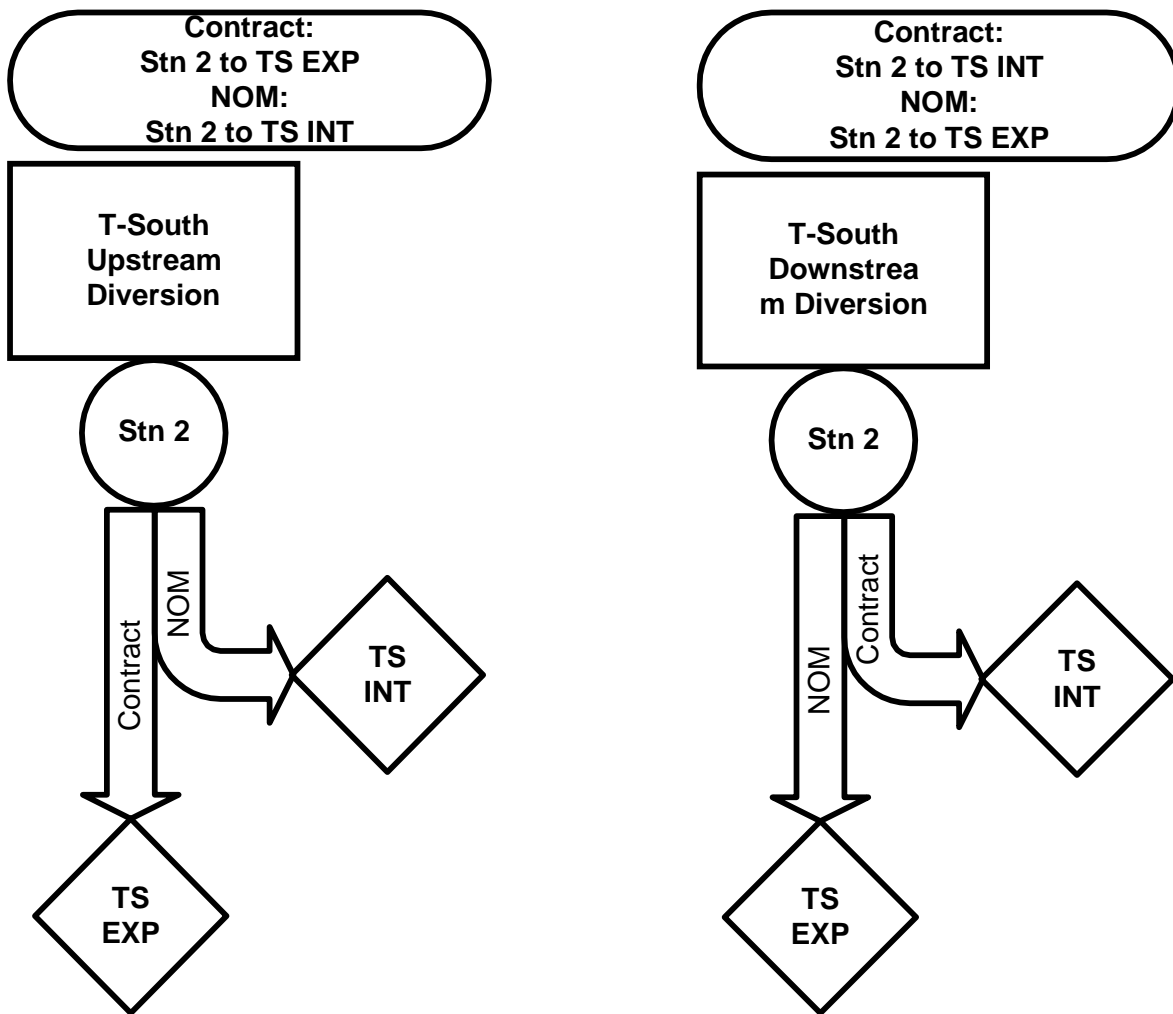 Contract:
Stn 2 to TS EXP
NOM:
Stn 2 to TS INT
T-South
Upstream
Diversion
Stn 2
Contract
NOM
TS
INT
TS
EXP
Contract:
Stn 2 to TS INT
NOM:
Stn 2 to TS EXP
T-South
Downstrea
m Diversion
Stn 2
NOM
Contract
TS
INT
TS
EXP